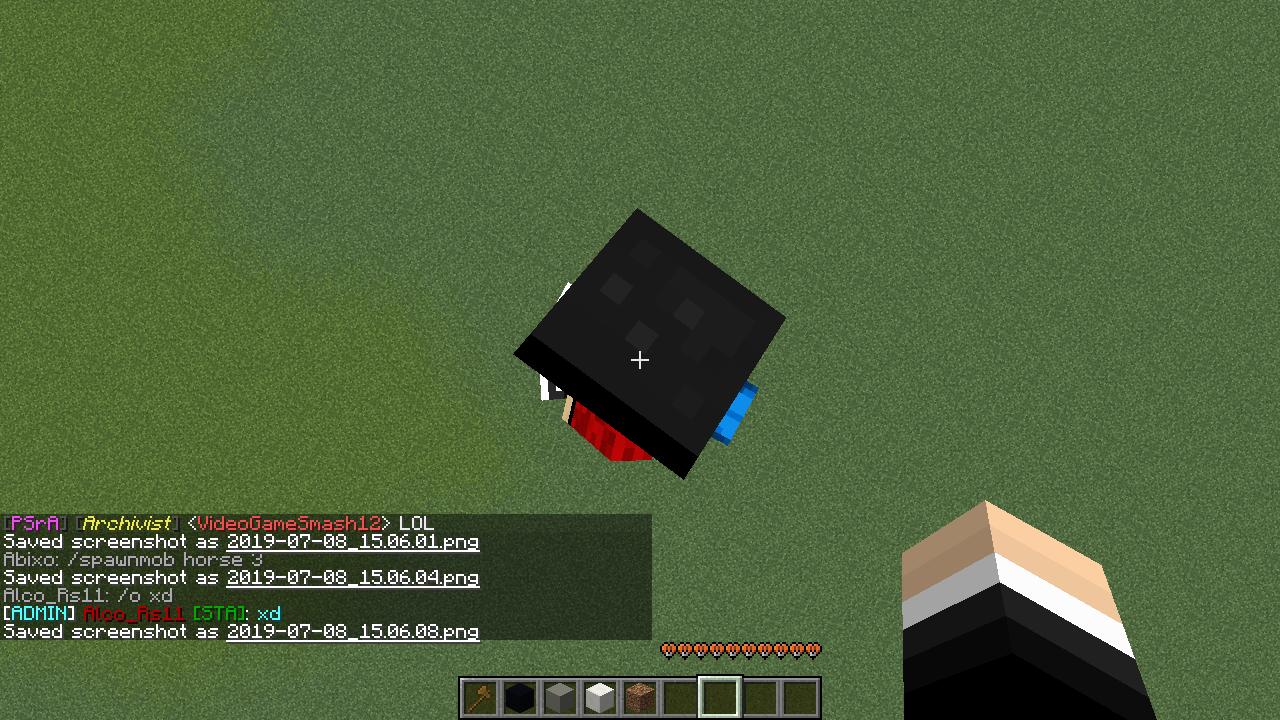 [PSrA] [Archivist] <VideoGameSmash12> LOL
Saved screenshot as 2019-07-08_15.06.01.png
Abixo: /spawnmob horse 3
Saved screenshot as 2019-07-08_15.06.04.png
Alco_Rs11: /o xd
[ADMIN] Alco_Rs11 [STA]: xd
Saved screenshot as 2019-07-08_15.06.08.png